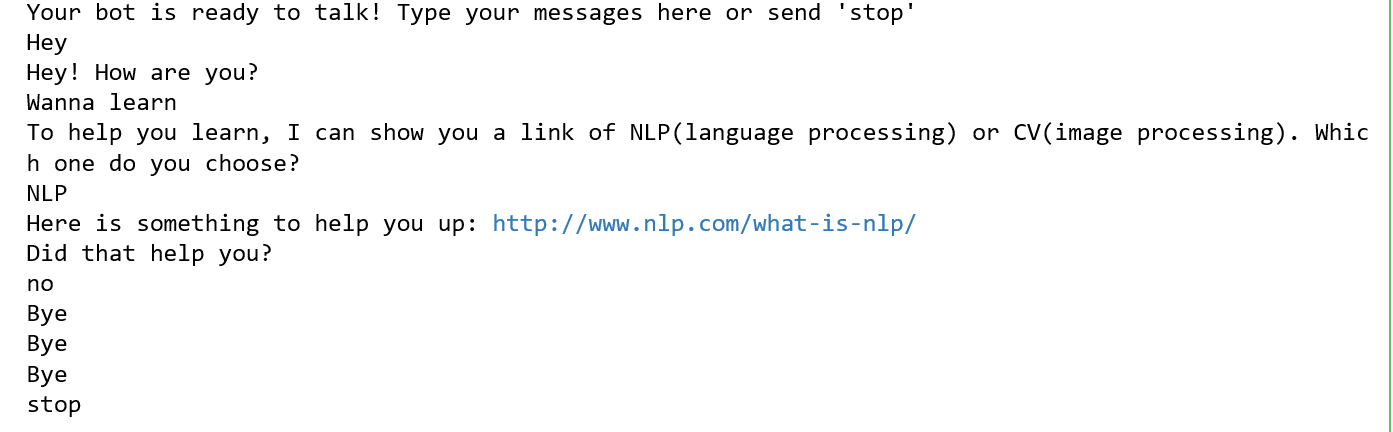 Your bot is ready to talk! Type your messages here or send 'stop'
Hey
Hey! How are you?
Wanna learn
To help you learn, I can show you a link of NLP(language processing) or CV(image processing). Whic
h one do you choose?
NLP
Here is something to help you up: http://www.nlp.com/what-is-nlp/
Did that help you?
no
Bye
Bye
Bye
stop